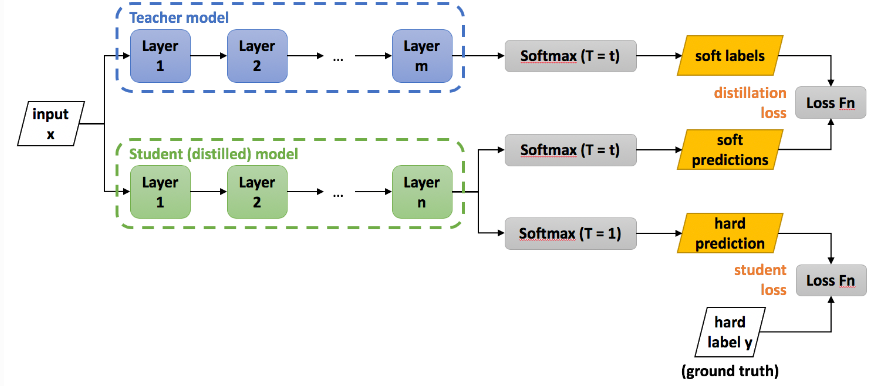 Teacher model
Layer
1
Layer
2
...
Layer
m
Softmax (T = t)
soft labels
input
x
distillation
loss
Loss Fn
Student (distilled) model
Layer
1
Layer
2
...
Layer
n
Softmax (T = t)
soft
predictions
Softmax (T = 1)
hard
prediction
student
loss
Loss Fn
hard
label y
(ground truth)